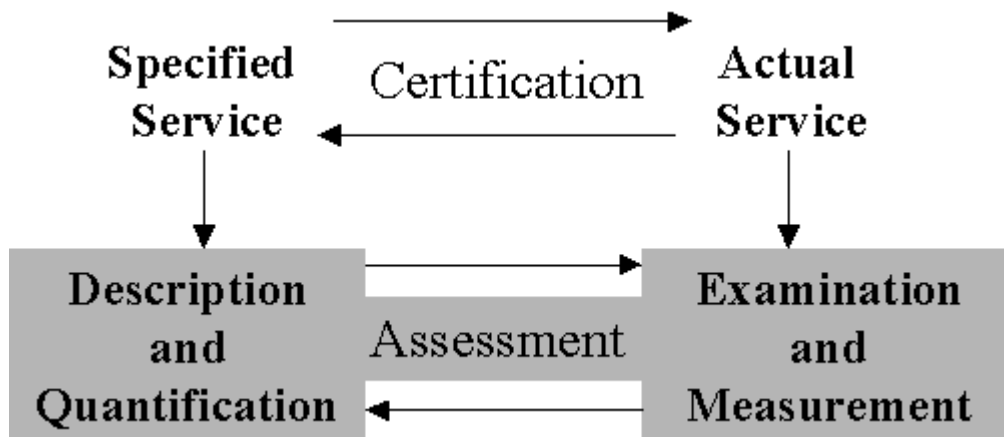 Specified
Service
Certification
Actual
Service
Description
and
Quantification
Assessment
Examination
and
Measurement